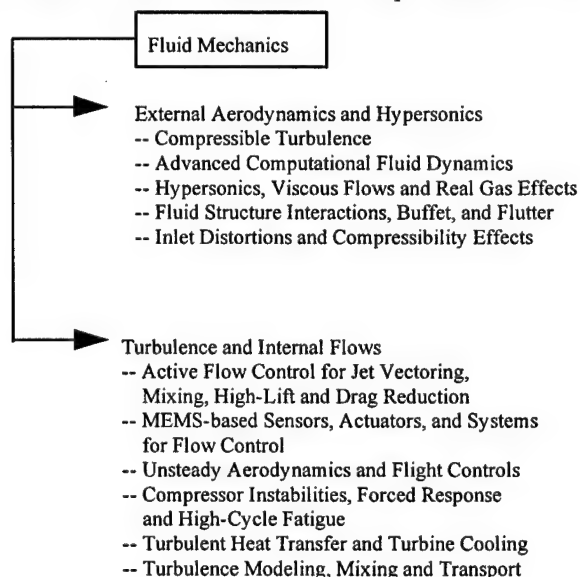 Fluid Mechanics
External Aerodynamics and Hypersonics
-- Compressible Turbulence
-- Advanced Computational Fluid Dynamics
-- Hypersonics, Viscous Flows and Real Gas Effects
-- Fluid Structure Interactions, Buffet, and Flutter
-- Inlet Distortions and Compressibility Effects
Turbulence and Internal Flows
-- Active Flow Control for Jet Vectoring,
Mixing, High-Lift and Drag Reduction
-- MEMS-based Sensors, Actuators, and Systems
for Flow Control
-- Unsteady Aerodynamics and Flight Controls
-- Compressor Instabilities, Forced Response
and High-Cycle Fatigue
-- Turbulent Heat Transfer and Turbine Cooling
-- Turbulence Modeling, Mixing and Transport